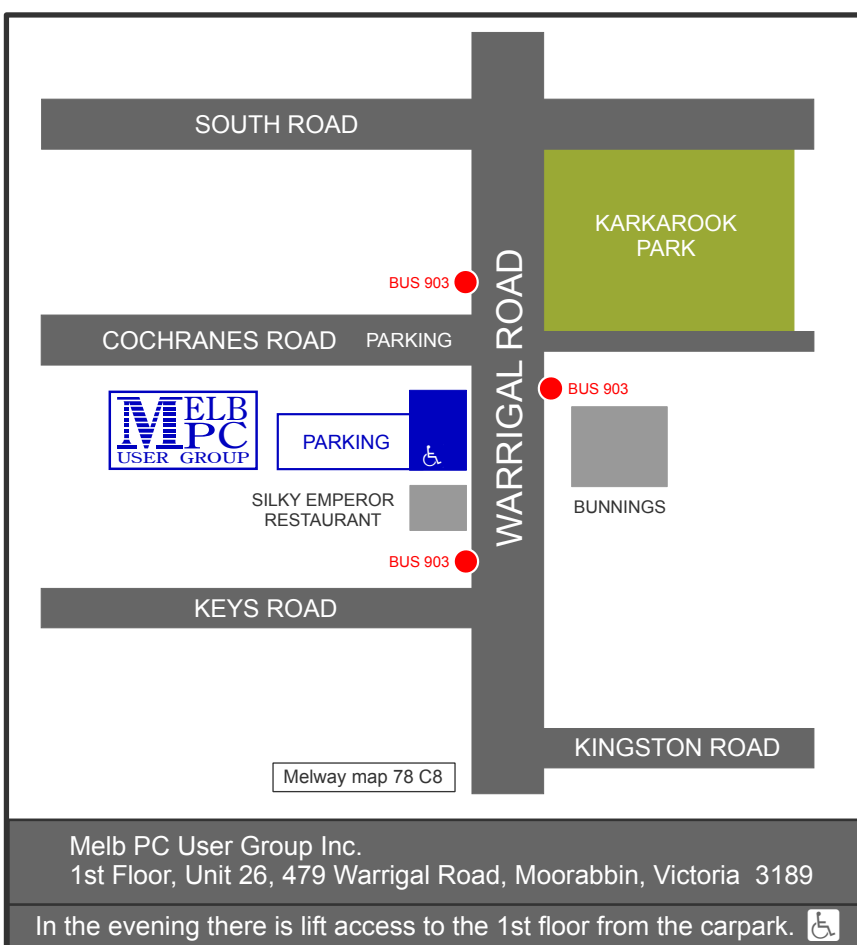 SOUTH ROAD
KARKAROOK
PARK
WARRIGAL ROAD
BUS 903
COCHRANES ROAD
PARKING
BUS 903
MELB
PC
USER GROUP
PARKING
SILKY EMPEROR
RESTAURANT
BUNNINGS
BUS 903
KEYS ROAD
KINGSTON ROAD
Melway map 78 C8
Melb PC User Group Inc.
1st Floor, Unit 26, 479 Warrigal Road, Moorabbin, Victoria 3189
In the evening there is lift access to the 1st floor from the carpark.